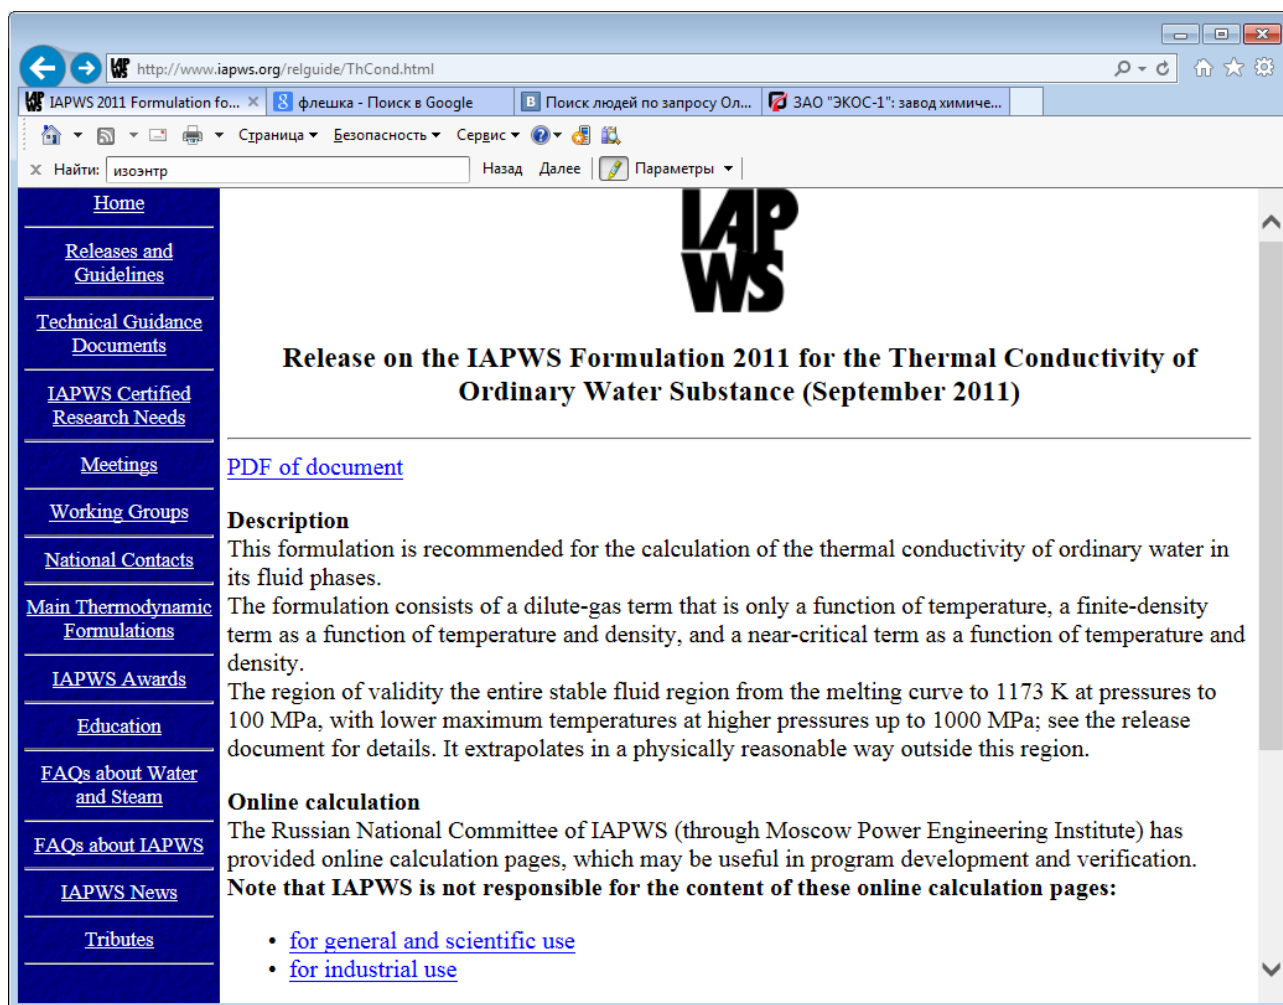 http://www.iapws.org/relguide/ThCond.html
IAPWS 2011 Formulation fo...
флешка - Поиск в Google
Поиск людей по запросу Ол...
ЗАО "ЭКОС-1": завод химиче...
Страница Безопасность Сервис
Найти: изоэнтр Назад Далее Параметры
Home
Releases and
Guidelines
Technical Guidance
Documents
IAPWS Certified
Research Needs
Meetings
Working Groups
National Contacts
Main Thermodynamic
Formulations
IAPWS Awards
Education
FAQs about Water
and Steam
FAQs about IAPWS
IAPWS News
Tributes
IAP
WS
Release on the IAPWS Formulation 2011 for the Thermal Conductivity of
Ordinary Water Substance (September 2011)
PDF of document
Description
This formulation is recommended for the calculation of the thermal conductivity of ordinary water in
its fluid phases.
The formulation consists of a dilute-gas term that is only a function of temperature, a finite-density
term as a function of temperature and density, and a near-critical term as a function of temperature and
density.
The region of validity the entire stable fluid region from the melting curve to 1173 K at pressures to
100 MPa, with lower maximum temperatures at higher pressures up to 1000 MPa; see the release
document for details. It extrapolates in a physically reasonable way outside this region.
Online calculation
The Russian National Committee of IAPWS (through Moscow Power Engineering Institute) has
provided online calculation pages, which may be useful in program development and verification.
Note that IAPWS is not responsible for the content of these online calculation pages:
• for general and scientific use
• for industrial use